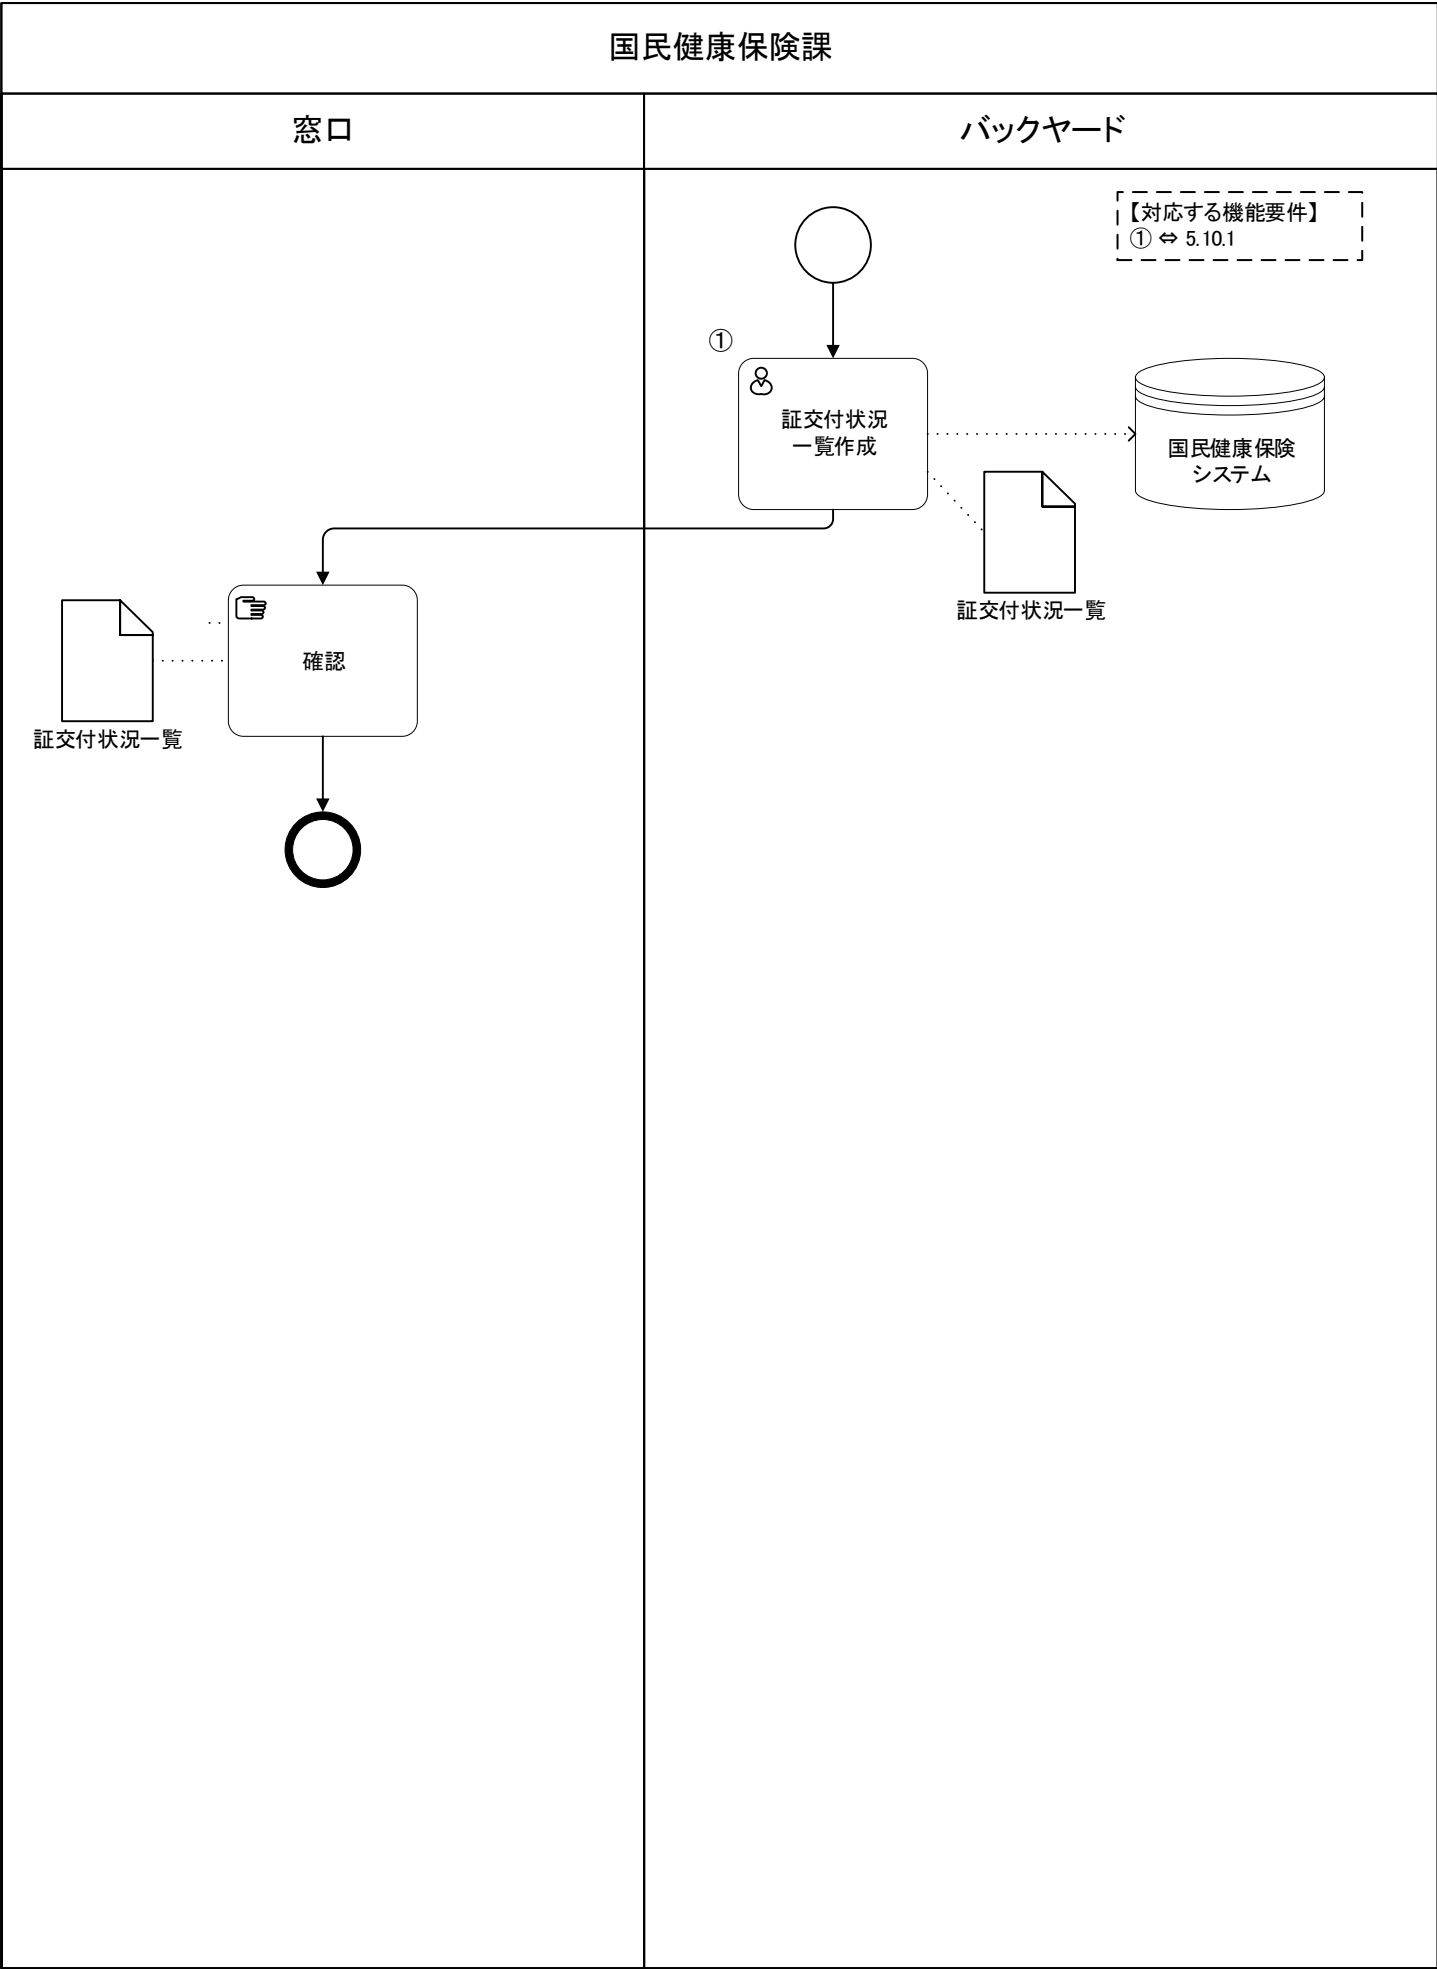 国民健康保険課
窓口
バックヤード
【対応する機能要件】
① ⇔ 5.10.1
①
証交付状況
一覧作成
国民健康保険
システム
証交付状況一覧
確認
証交付状況一覧